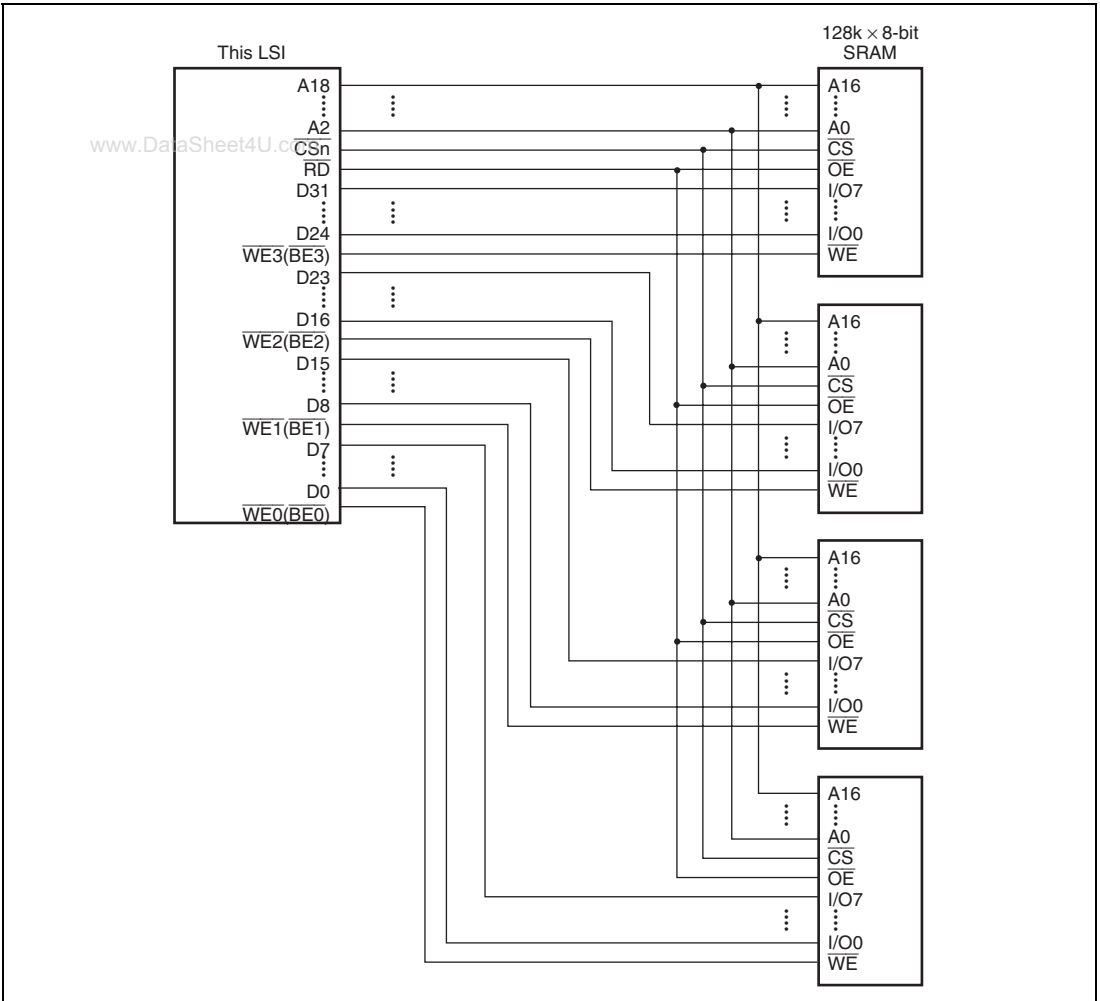 This LSI
128k × 8-bit
SRAM
www.DataSheet4U.com
A18
A2
CSn
RD
D31
D24
WE3(BE3)
D23
D16
WE2(BE2)
D15
D8
WE1(BE1)
D7
D0
WE0(BE0)
A16
A0
CS
OE
I/O7
I/O0
WE
A16
A0
CS
OE
I/O7
I/O0
WE
A16
A0
CS
OE
I/O7
I/O0
WE
A16
A0
CS
OE
I/O7
I/O0
WE